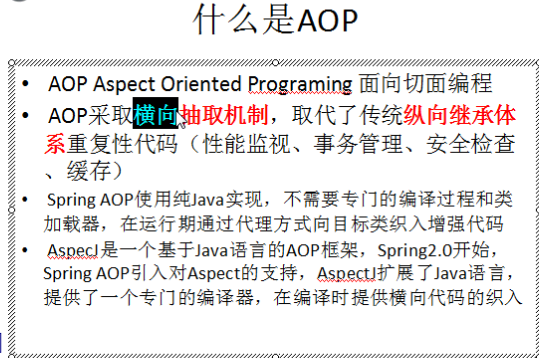 什么是AOP
• AOP Aspect Oriented Programing 面向切面编程
• AOP采取横向抽取机制，取代了传统纵向继承体
系重复性代码（性能监视、事务管理、安全检查
、缓存）
• Spring AOP使用纯Java实现，不需要专门的编译过程和类
加载器，在运行期通过代理方式向目标类织入增强代码
• AspecJ是一个基于Java语言的AOP框架，Spring2.0开始，
Spring AOP引入对Aspect的支持，AspectJ扩展了Java语言，
提供了一个专门的编译器，在编译时提供横向代码的织入